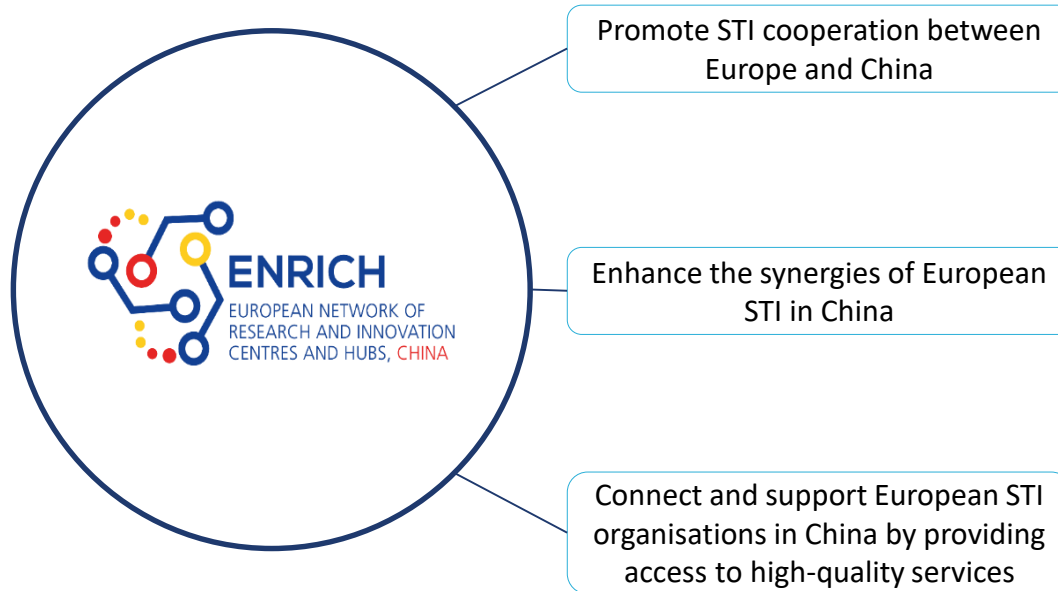 Promote STI cooperation between
Europe and China
ENRICH
EUROPEAN NETWORK OF
RESEARCH AND INNOVATION
CENTRES AND HUBS, CHINA
Enhance the synergies of European
STI in China
Connect and support European STI
organisations in China by providing
access to high-quality services